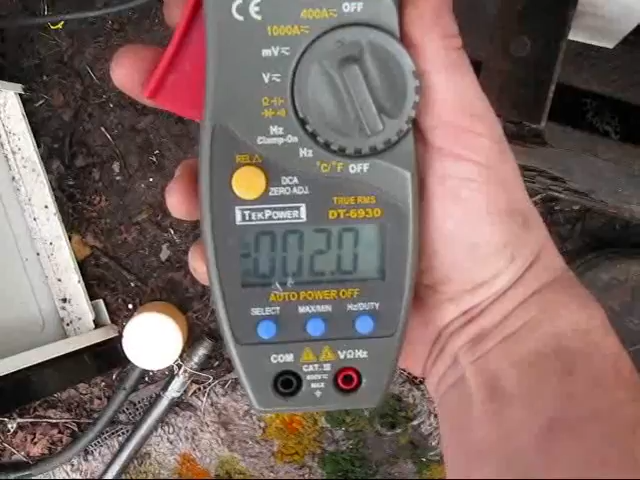 CE
400A≂ OFF
1000A≂
mV≂
V≂
Hz
Clamp-On
Hz
°C/°F OFF
REL△
DCA
ZERO ADJ.
TRUE RMS
TEKPOWER DT-6930
002.0
AUTO POWER OFF
SELECT MAX/MIN Hz/DUTY
COM VΩHz
CAT. III
MAX